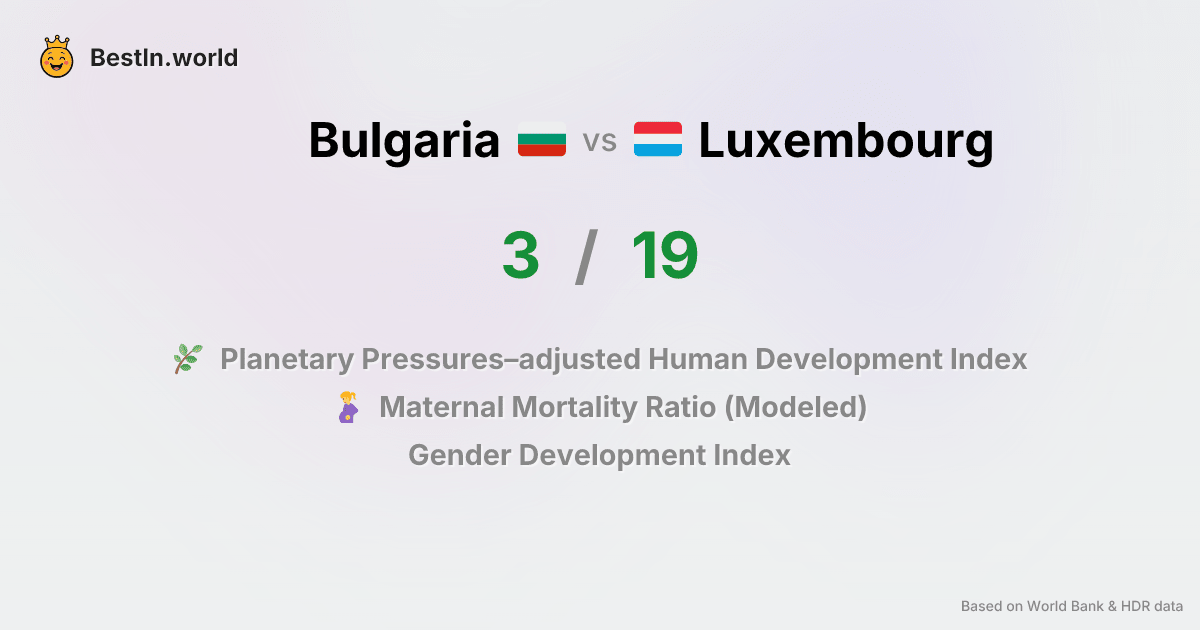 BestIn.world
Bulgaria vs Luxembourg
3 / 19
Planetary Pressures–adjusted Human Development Index
Maternal Mortality Ratio (Modeled)
Gender Development Index
Based on World Bank & HDR data